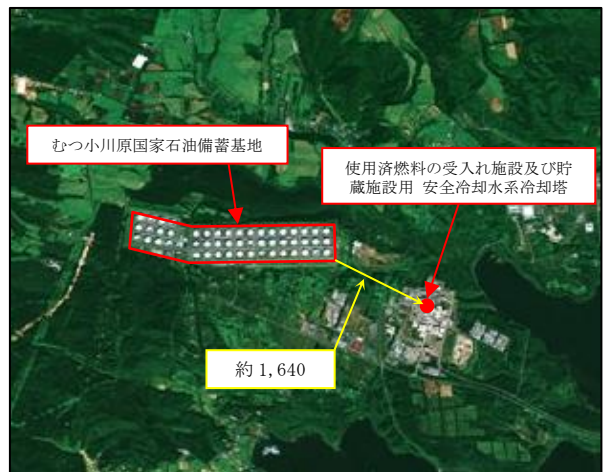 むつ小川原国家石油備蓄基地
使用済燃料の受入れ施設及び貯
蔵施設用 安全冷却水系冷却塔
約 1,640